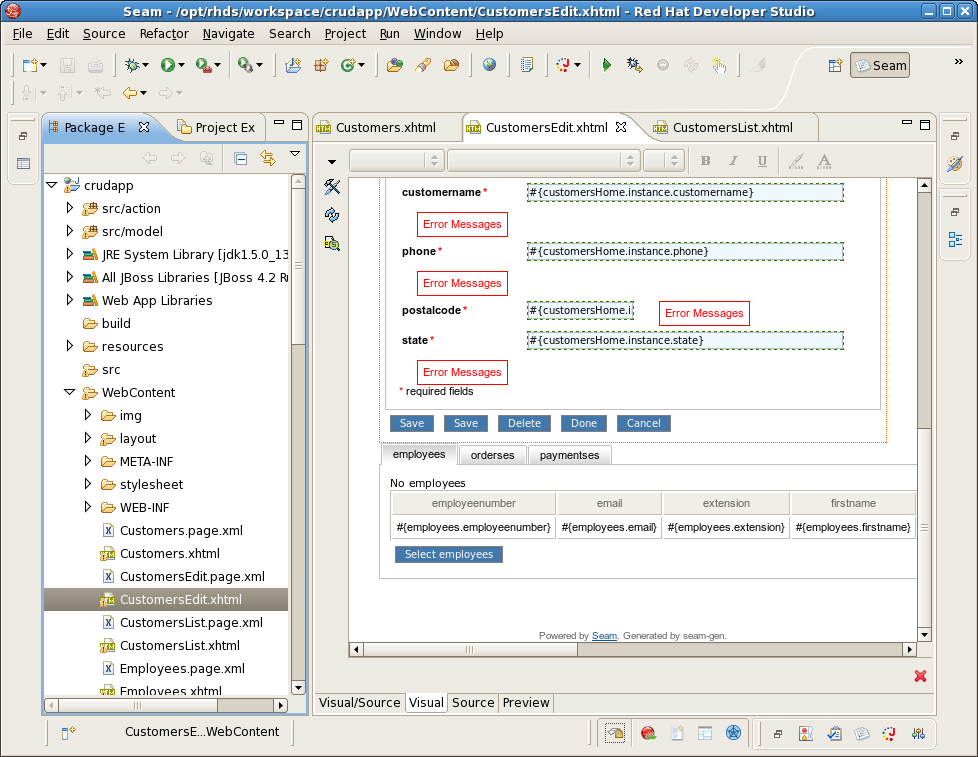 Seam - /opt/rhds/workspace/crudapp/WebContent/CustomersEdit.xhtml - Red Hat Developer Studio
File Edit Source Refactor Navigate Search Project Run Window Help
Seam
»
Package E
Project Ex
Customers.xhtml
CustomersEdit.xhtml
CustomersList.xhtml
B I U A
crudapp
src/action
src/model
JRE System Library [jdk1.5.0_13
All JBoss Libraries [JBoss 4.2 Ru
Web App Libraries
build
resources
src
WebContent
img
layout
META-INF
stylesheet
WEB-INF
Customers.page.xml
Customers.xhtml
CustomersEdit.page.xml
CustomersEdit.xhtml
CustomersList.page.xml
CustomersList.xhtml
Employees.page.xml
Employees.xhtml
customername* #{customersHome.instance.customername}
Error Messages
phone* #{customersHome.instance.phone}
Error Messages
postalcode* #{customersHome.i Error Messages
state* #{customersHome.instance.state}
Error Messages
* required fields
Save Save Delete Done Cancel
employees orderses paymentses
No employees
employeenumber email extension firstname
#{employees.employeenumber} #{employees.email} #{employees.extension} #{employees.firstname}
Select employees
Powered by Seam. Generated by seam-gen.
Visual/Source Visual Source Preview
CustomersE...WebContent